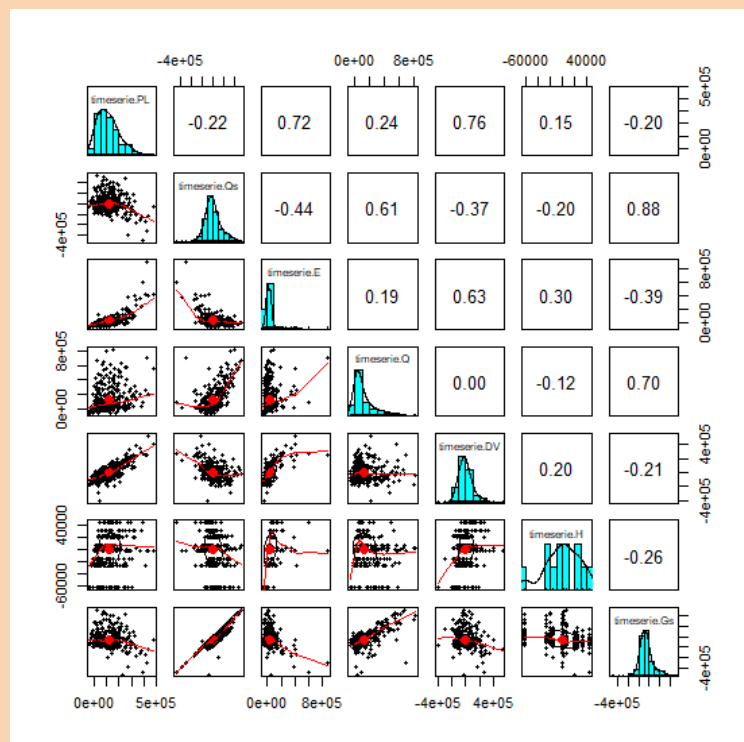 -4e+05 0e+00 8e+05 -60000 40000
timeserie.PL -0.22 0.72 0.24 0.76 0.15 -0.20 0e+00 5e+05
-4e+05 timeserie.Qs -0.44 0.61 -0.37 -0.20 0.88
timeserie.E 0.19 0.63 0.30 -0.39 0e+00 8e+05
0e+00 8e+05 timeserie.Q 0.00 -0.12 0.70
timeserie.DV 0.20 -0.21 -4e+05 4e+05
-60000 40000 timeserie.H -0.26
timeserie.Gs -4e+05
0e+00 5e+05 0e+00 8e+05 -4e+05 4e+05 -4e+05